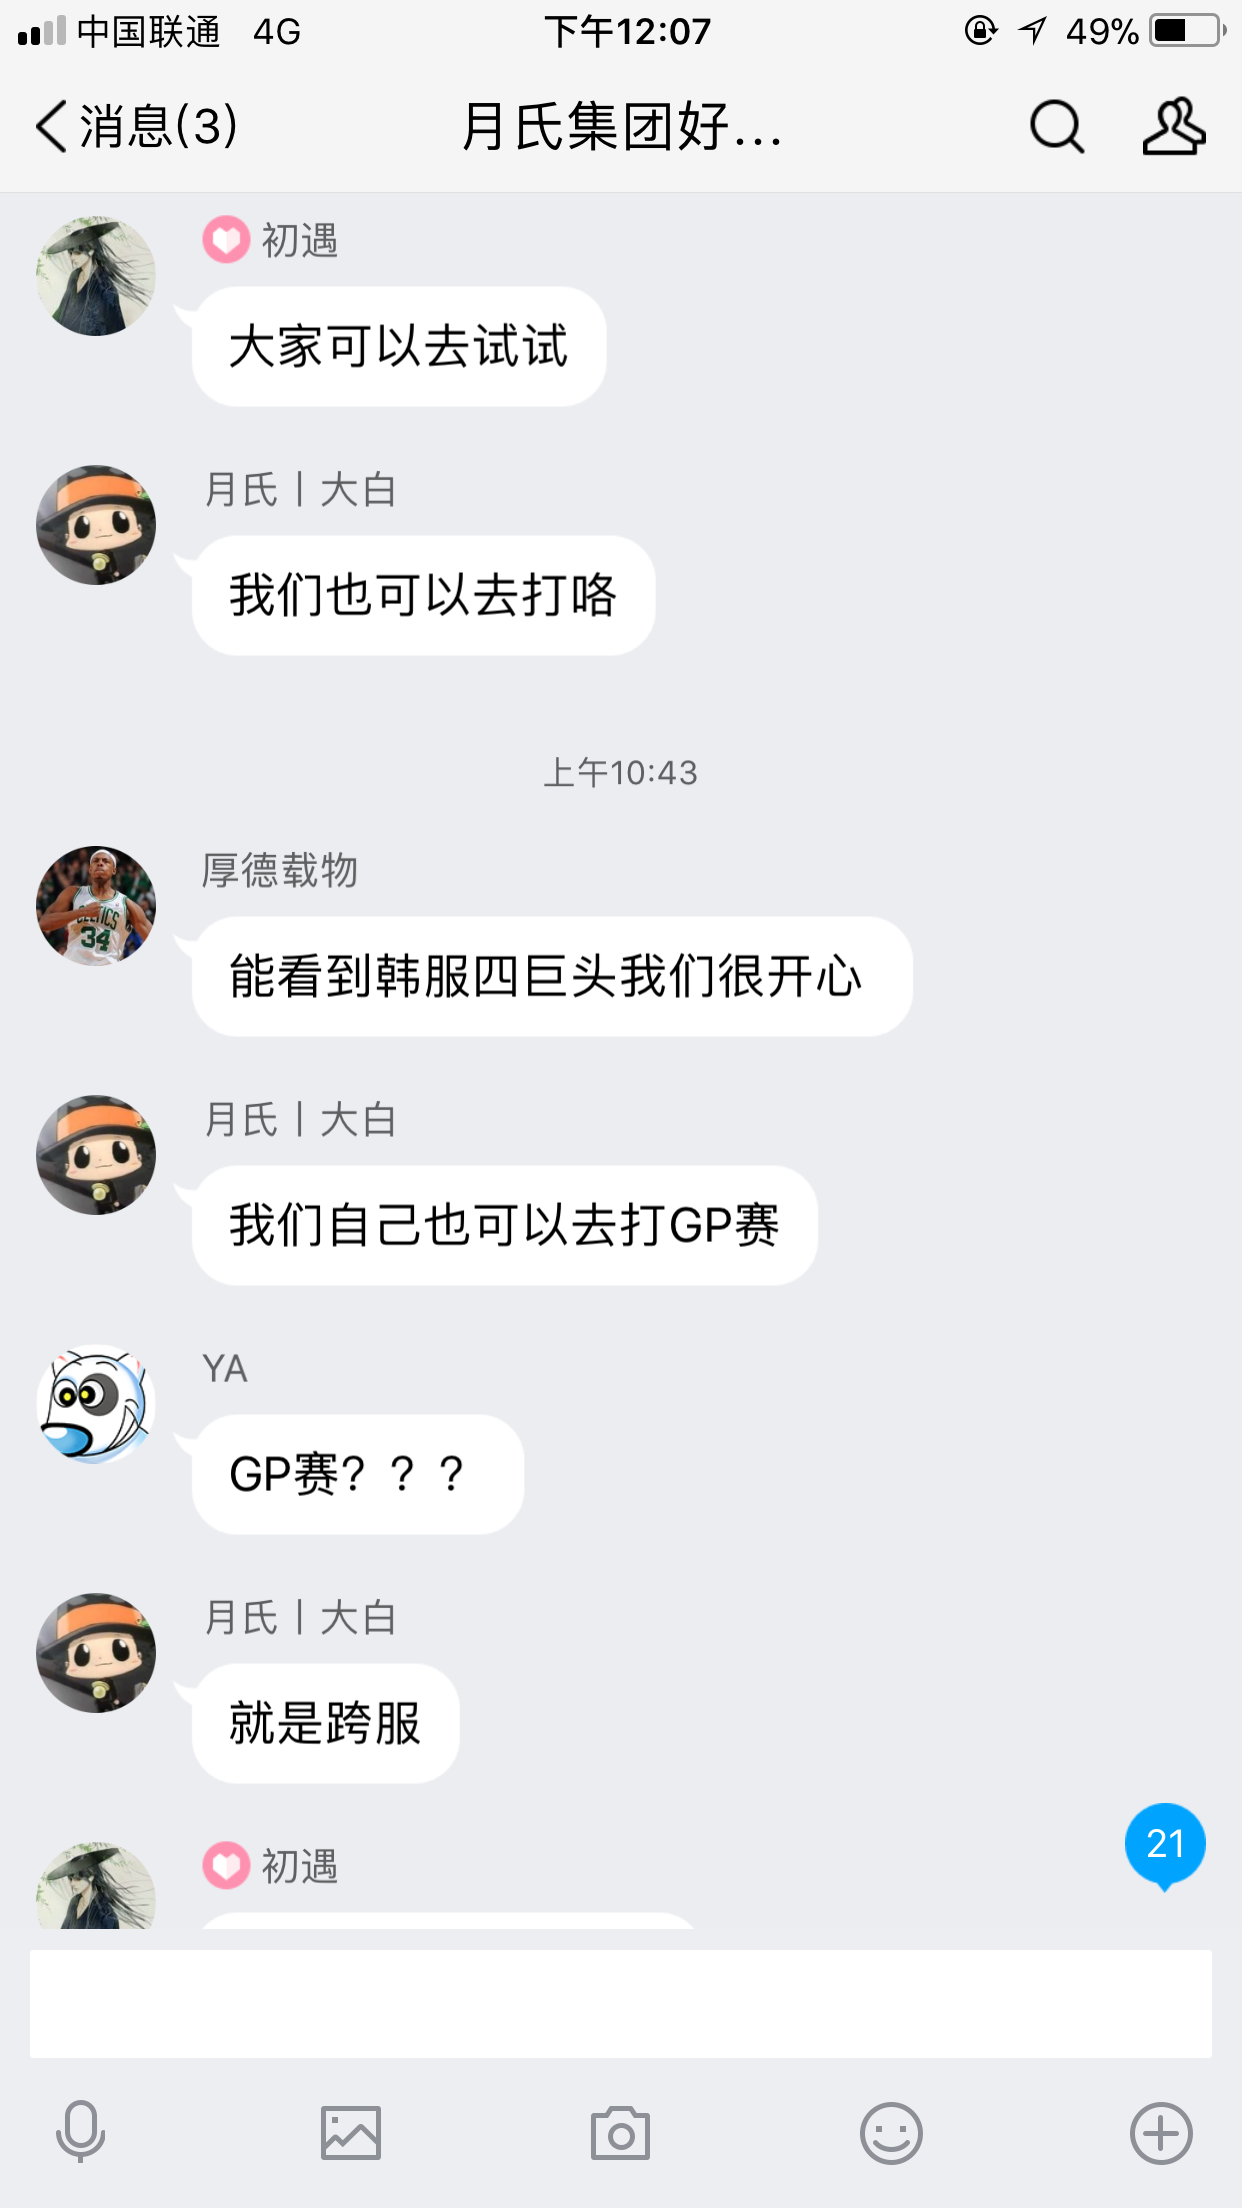 中国联通 4G 下午12:07 49%
消息(3) 月氏集团好...
初遇
大家可以去试试
月氏丨大白
我们也可以去打咯
上午10:43
厚德载物
CELTICS
34
能看到韩服四巨头我们很开心
月氏丨大白
我们自己也可以去打GP赛
YA
GP赛？？？
月氏丨大白
就是跨服
21
初遇